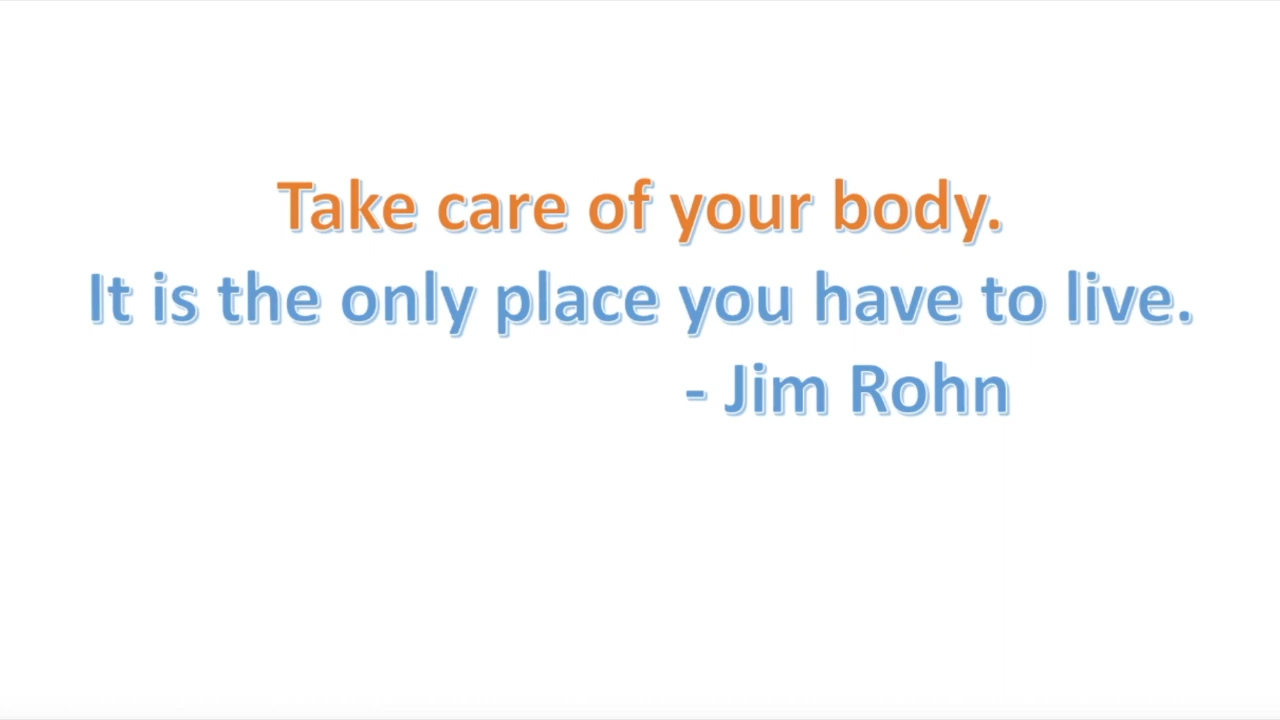 Take care of your body.
It is the only place you have to live.
- Jim Rohn